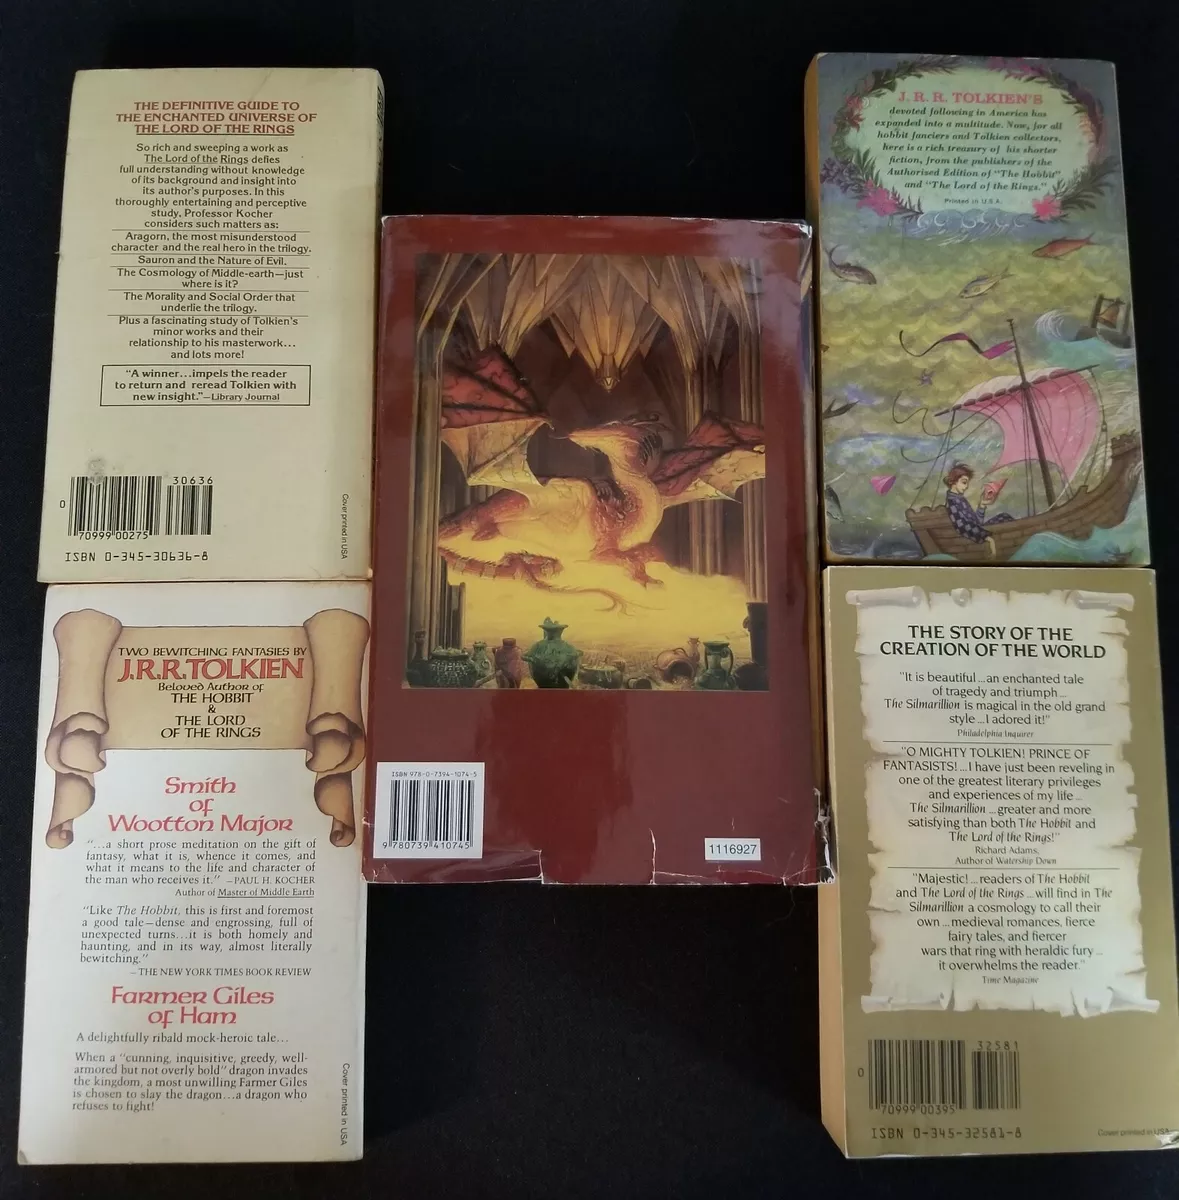 THE DEFINITIVE GUIDE TO
THE ENCHANTED UNIVERSE OF
THE LORD OF THE RINGS
So rich and sweeping a work as
The Lord of the Rings defies
full understanding without knowledge
of its background and insight into
its author's purposes. In this
thoroughly entertaining and perceptive
study, Professor Kocher
considers such matters as:
Aragorn, the most misunderstood
character and the real hero in the trilogy.
Sauron and the Nature of Evil.
The Cosmology of Middle-earth—just
where is it?
The Morality and Social Order that
underlie the trilogy.
Plus a fascinating study of Tolkien's
minor works and their
relationship to his masterwork...
and lots more!
"A winner...impels the reader
to return and reread Tolkien with
new insight."—Library Journal
30636
0
70999 00275
ISBN 0-345-30636-8
Cover printed in USA
TWO BEWITCHING FANTASIES BY
J.R.R. TOLKIEN
Beloved Author of
THE HOBBIT
&
THE LORD
OF THE RINGS
Smith
of
Wootton Major
"...a short prose meditation on the gift of
fantasy, what it is, whence it comes, and
what it means to the life and character of
the man who receives it." —PAUL H. KOCHER
Author of Master of Middle Earth
"Like The Hobbit, this is first and foremost
a good tale—dense and engrossing, full of
unexpected turns...it is both homely and
haunting, and in its way, almost literally
bewitching."
—THE NEW YORK TIMES BOOK REVIEW
Farmer Giles
of Ham
A delightfully ribald mock-heroic tale...
When a "cunning, inquisitive, greedy, well-
armored but not overly bold" dragon invades
the kingdom, a most unwilling Farmer Giles
is chosen to slay the dragon...a dragon who
refuses to fight!
Cover printed in USA
ISBN 978-0-7394-1074-5
9 780739 410745
1116927
J. R. R. TOLKIEN'S
devoted following in America has
expanded into a multitude. Now, for all
hobbit fanciers and Tolkien collectors,
here is a rich treasury of his shorter
fiction, from the publishers of the
Authorised Edition of "The Hobbit"
and "The Lord of the Rings."
Printed in U.S.A.
THE STORY OF THE
CREATION OF THE WORLD
"It is beautiful...an enchanted tale
of tragedy and triumph...
The Silmarillion is magical in the old grand
style...I adored it!"
Philadelphia Inquirer
"O MIGHTY TOLKIEN! PRINCE OF
FANTASISTS!...I have just been reveling in
one of the greatest literary privileges
and experiences of my life...
The Silmarillion...greater and more
satisfying than both The Hobbit and
The Lord of the Rings!"
Richard Adams,
Author of Watership Down
"Majestic!...readers of The Hobbit
and The Lord of the Rings...will find in The
Silmarillion a cosmology to call their
own...medieval romances, fierce
fairy tales, and fiercer
wars that ring with heraldic fury...
it overwhelms the reader."
Time Magazine
32581
0
70999 00395
ISBN 0-345-32581-8
Cover printed in USA